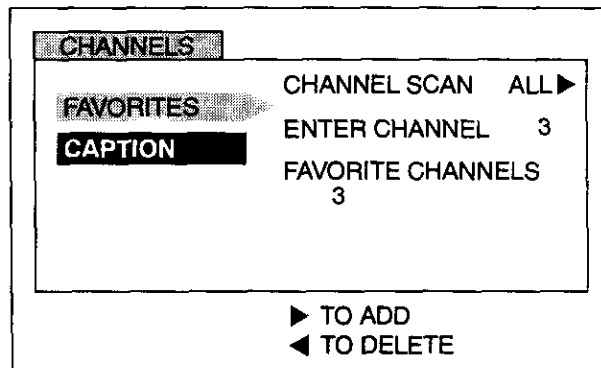 CHANNELS
FAVORITES
CAPTION
CHANNEL SCAN ALL▶
ENTER CHANNEL 3
FAVORITE CHANNELS
3
▶ TO ADD
◀ TO DELETE